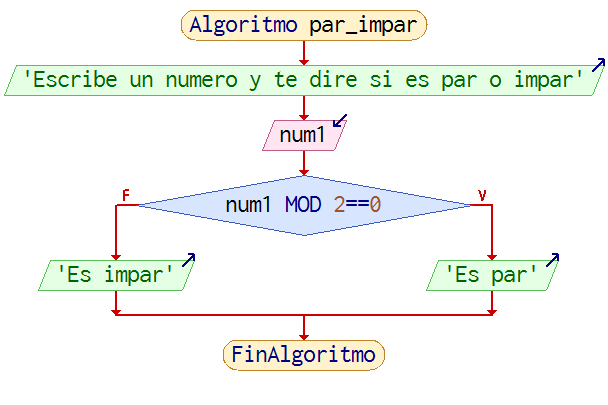 Algoritmo par_impar
'Escribe un numero y te dire si es par o impar'
num1
F
V
num1 MOD 2==0
'Es impar'
'Es par'
FinAlgoritmo